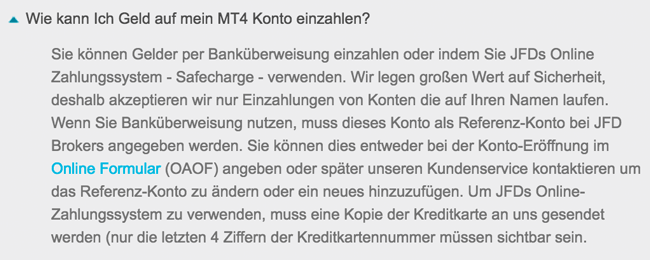 Wie kann Ich Geld auf mein MT4 Konto einzahlen?
Sie können Gelder per Banküberweisung einzahlen oder indem Sie JFDs Online
Zahlungssystem - Safecharge - verwenden. Wir legen großen Wert auf Sicherheit,
deshalb akzeptieren wir nur Einzahlungen von Konten die auf Ihren Namen laufen.
Wenn Sie Banküberweisung nutzen, muss dieses Konto als Referenz-Konto bei JFD
Brokers angegeben werden. Sie können dies entweder bei der Konto-Eröffnung im
Online Formular (OAOF) angeben oder später unseren Kundenservice kontaktieren um
das Referenz-Konto zu ändern oder ein neues hinzuzufügen. Um JFDs Online-
Zahlungssystem zu verwenden, muss eine Kopie der Kreditkarte an uns gesendet
werden (nur die letzten 4 Ziffern der Kreditkartennummer müssen sichtbar sein.